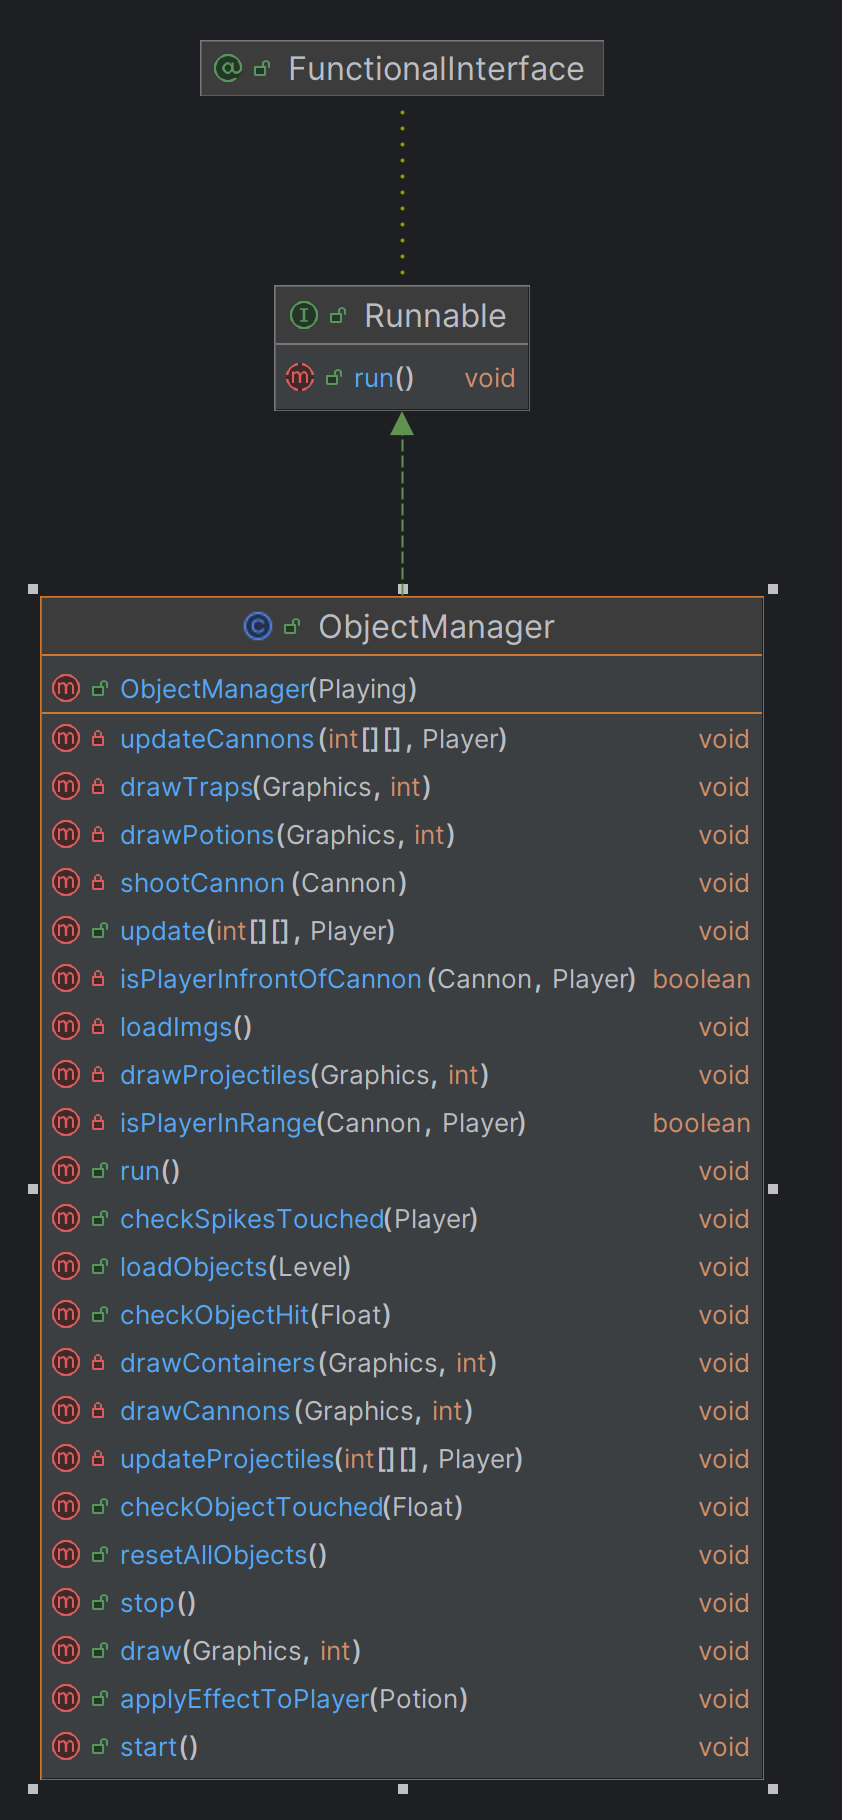 @ FunctionalInterface
I Runnable
m run() void
C ObjectManager
m ObjectManager(Playing)
m updateCannons(int[][], Player) void
m drawTraps(Graphics, int) void
m drawPotions(Graphics, int) void
m shootCannon(Cannon) void
m update(int[][], Player) void
m isPlayerInfrontOfCannon(Cannon, Player) boolean
m loadImgs() void
m drawProjectiles(Graphics, int) void
m isPlayerInRange(Cannon, Player) boolean
m run() void
m checkSpikesTouched(Player) void
m loadObjects(Level) void
m checkObjectHit(Float) void
m drawContainers(Graphics, int) void
m drawCannons(Graphics, int) void
m updateProjectiles(int[][], Player) void
m checkObjectTouched(Float) void
m resetAllObjects() void
m stop() void
m draw(Graphics, int) void
m applyEffectToPlayer(Potion) void
m start() void